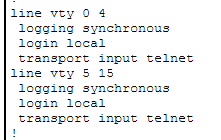 !
line vty 0 4
 logging synchronous
 login local
 transport input telnet
line vty 5 15
 logging synchronous
 login local
 transport input telnet
!